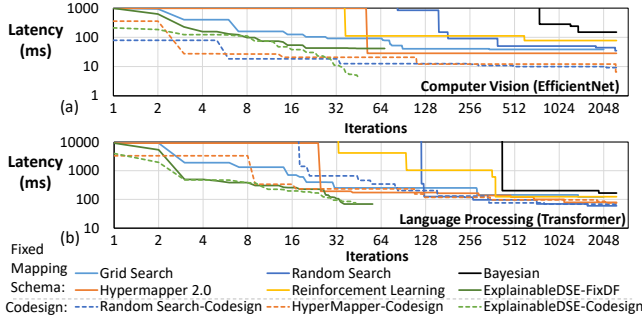 Latency
(ms)
1000
100
10
1
(a)
Computer Vision (EfficientNet)
1 2 4 8 16 32 64 128 256 512 1024 2048
Iterations
Latency
(ms)
10000
1000
100
10
(b)
Language Processing (Transformer)
1 2 4 8 16 32 64 128 256 512 1024 2048
Iterations
Fixed
Mapping
Schema:
Grid Search Random Search Bayesian
Hypermapper 2.0 Reinforcement Learning ExplainableDSE-FixDF
Codesign: Random Search-Codesign HyperMapper-Codesign ExplainableDSE-Codesign